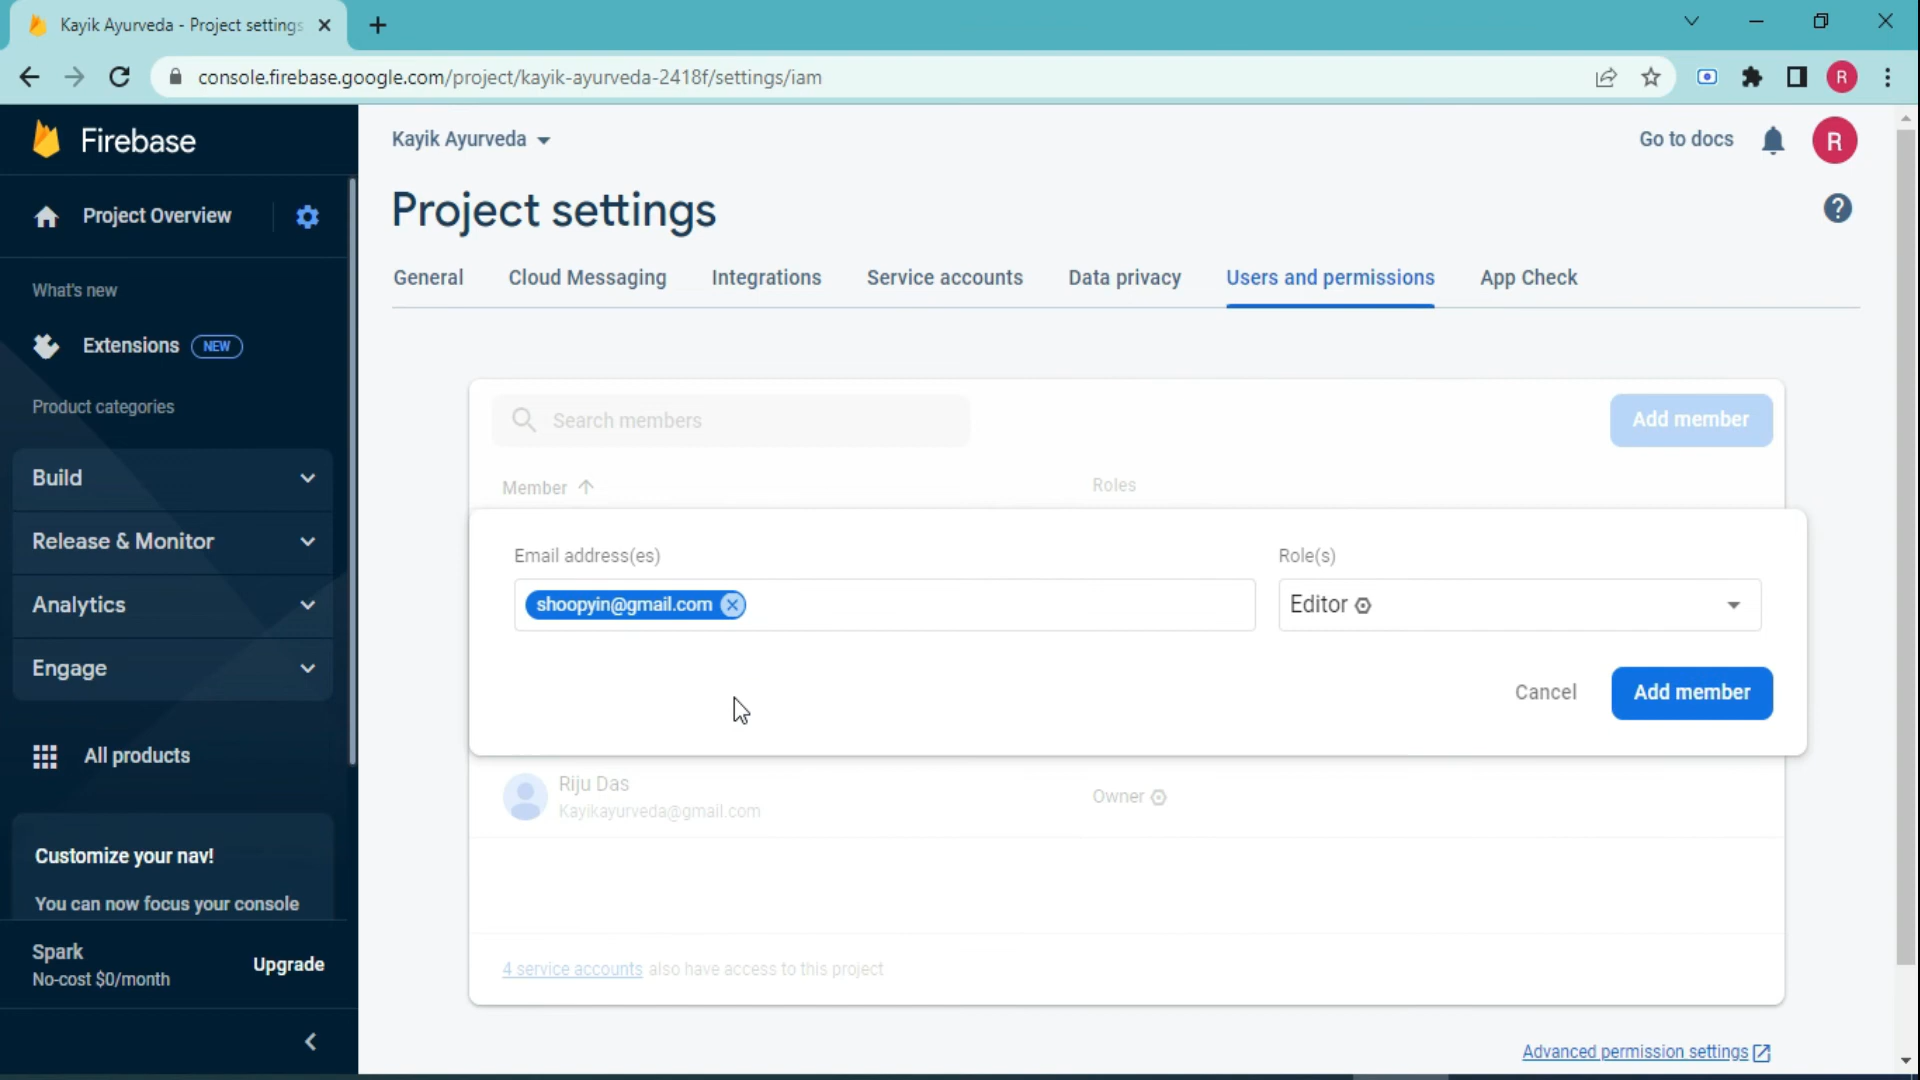 Kayik Ayurveda - Project settings
console.firebase.google.com/project/kayik-ayurveda-2418f/settings/iam
R
Firebase
Kayik Ayurveda
Go to docs
R
Project Overview
Project settings
?
General Cloud Messaging Integrations Service accounts Data privacy Users and permissions App Check
What's new
Extensions NEW
Product categories
Build
Release & Monitor
Analytics
Engage
All products
Customize your nav!
You can now focus your console
Spark
No-cost $0/month
Upgrade
Search members
Add member
Member
Roles
Email address(es)
Role(s)
shoopyin@gmail.com
Editor
Cancel
Add member
Riju Das
Kayikayurveda@gmail.com
Owner
4 service accounts also have access to this project
Advanced permission settings